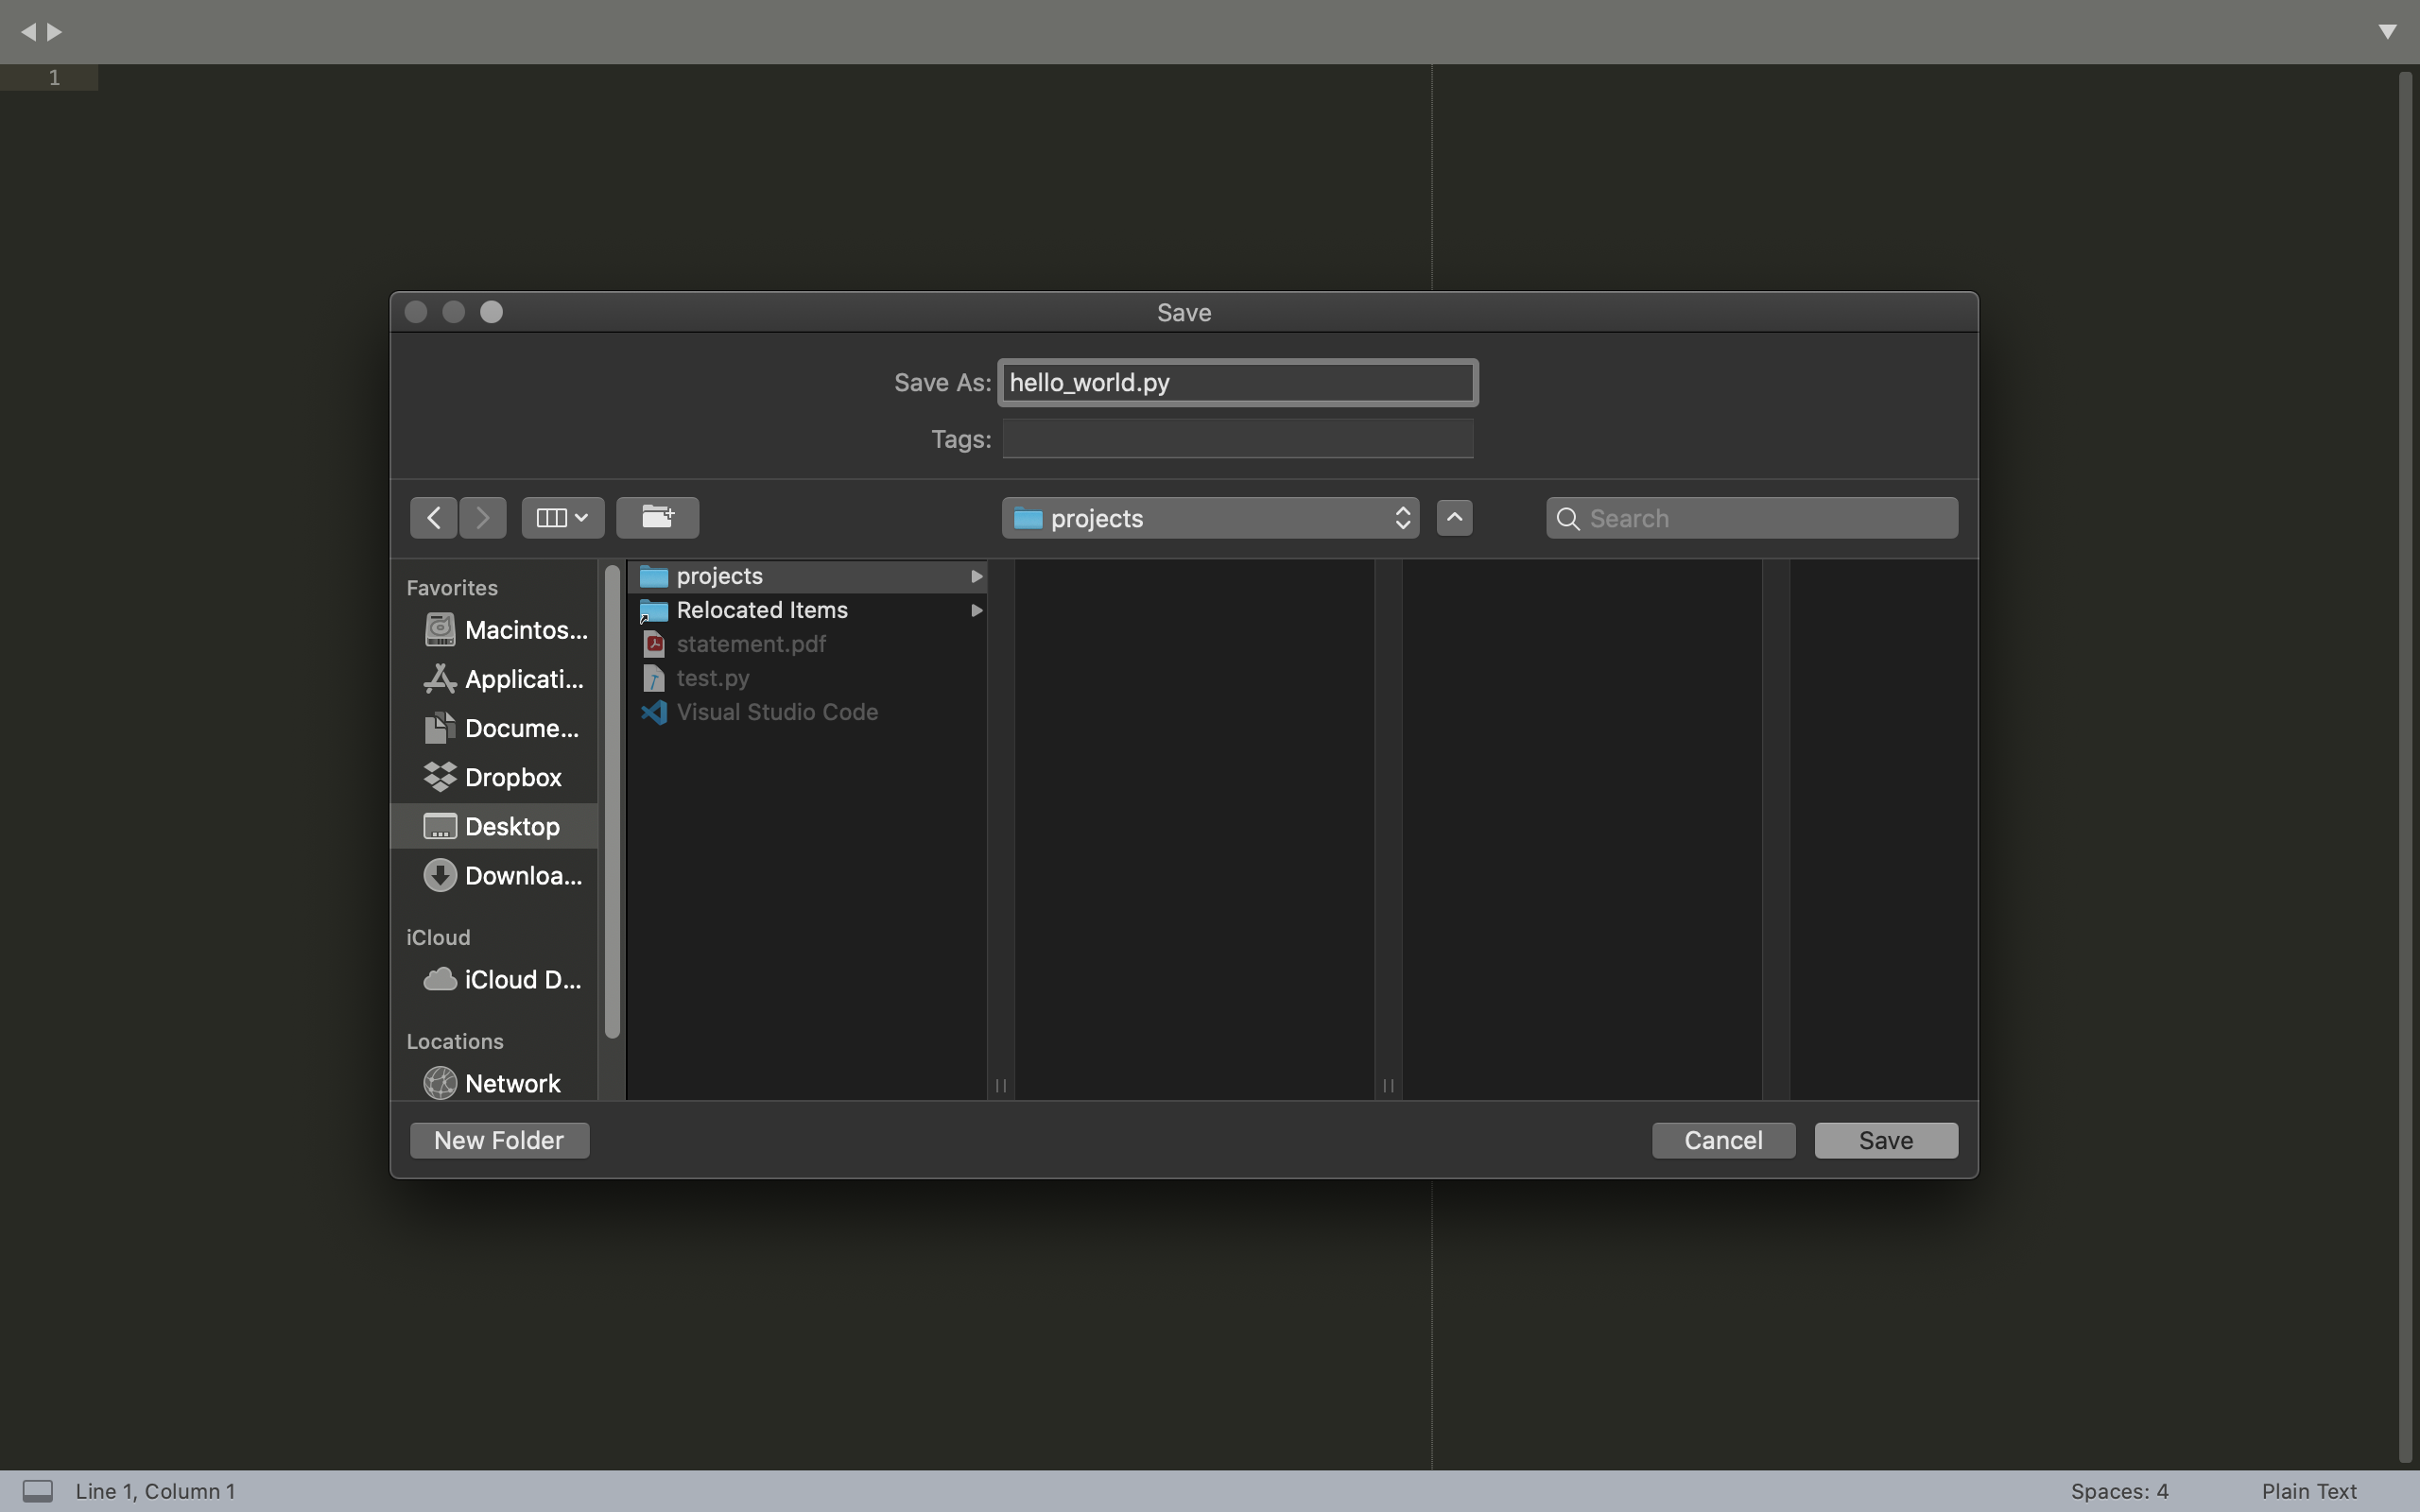 1
Save
Save As: hello_world.py
Tags:
projects
Search
Favorites
Macintos...
Applicati...
Docume...
Dropbox
Desktop
Downloa...
iCloud
iCloud D...
Locations
Network
projects
Relocated Items
statement.pdf
test.py
Visual Studio Code
New Folder
Cancel
Save
Line 1, Column 1
Spaces: 4
Plain Text